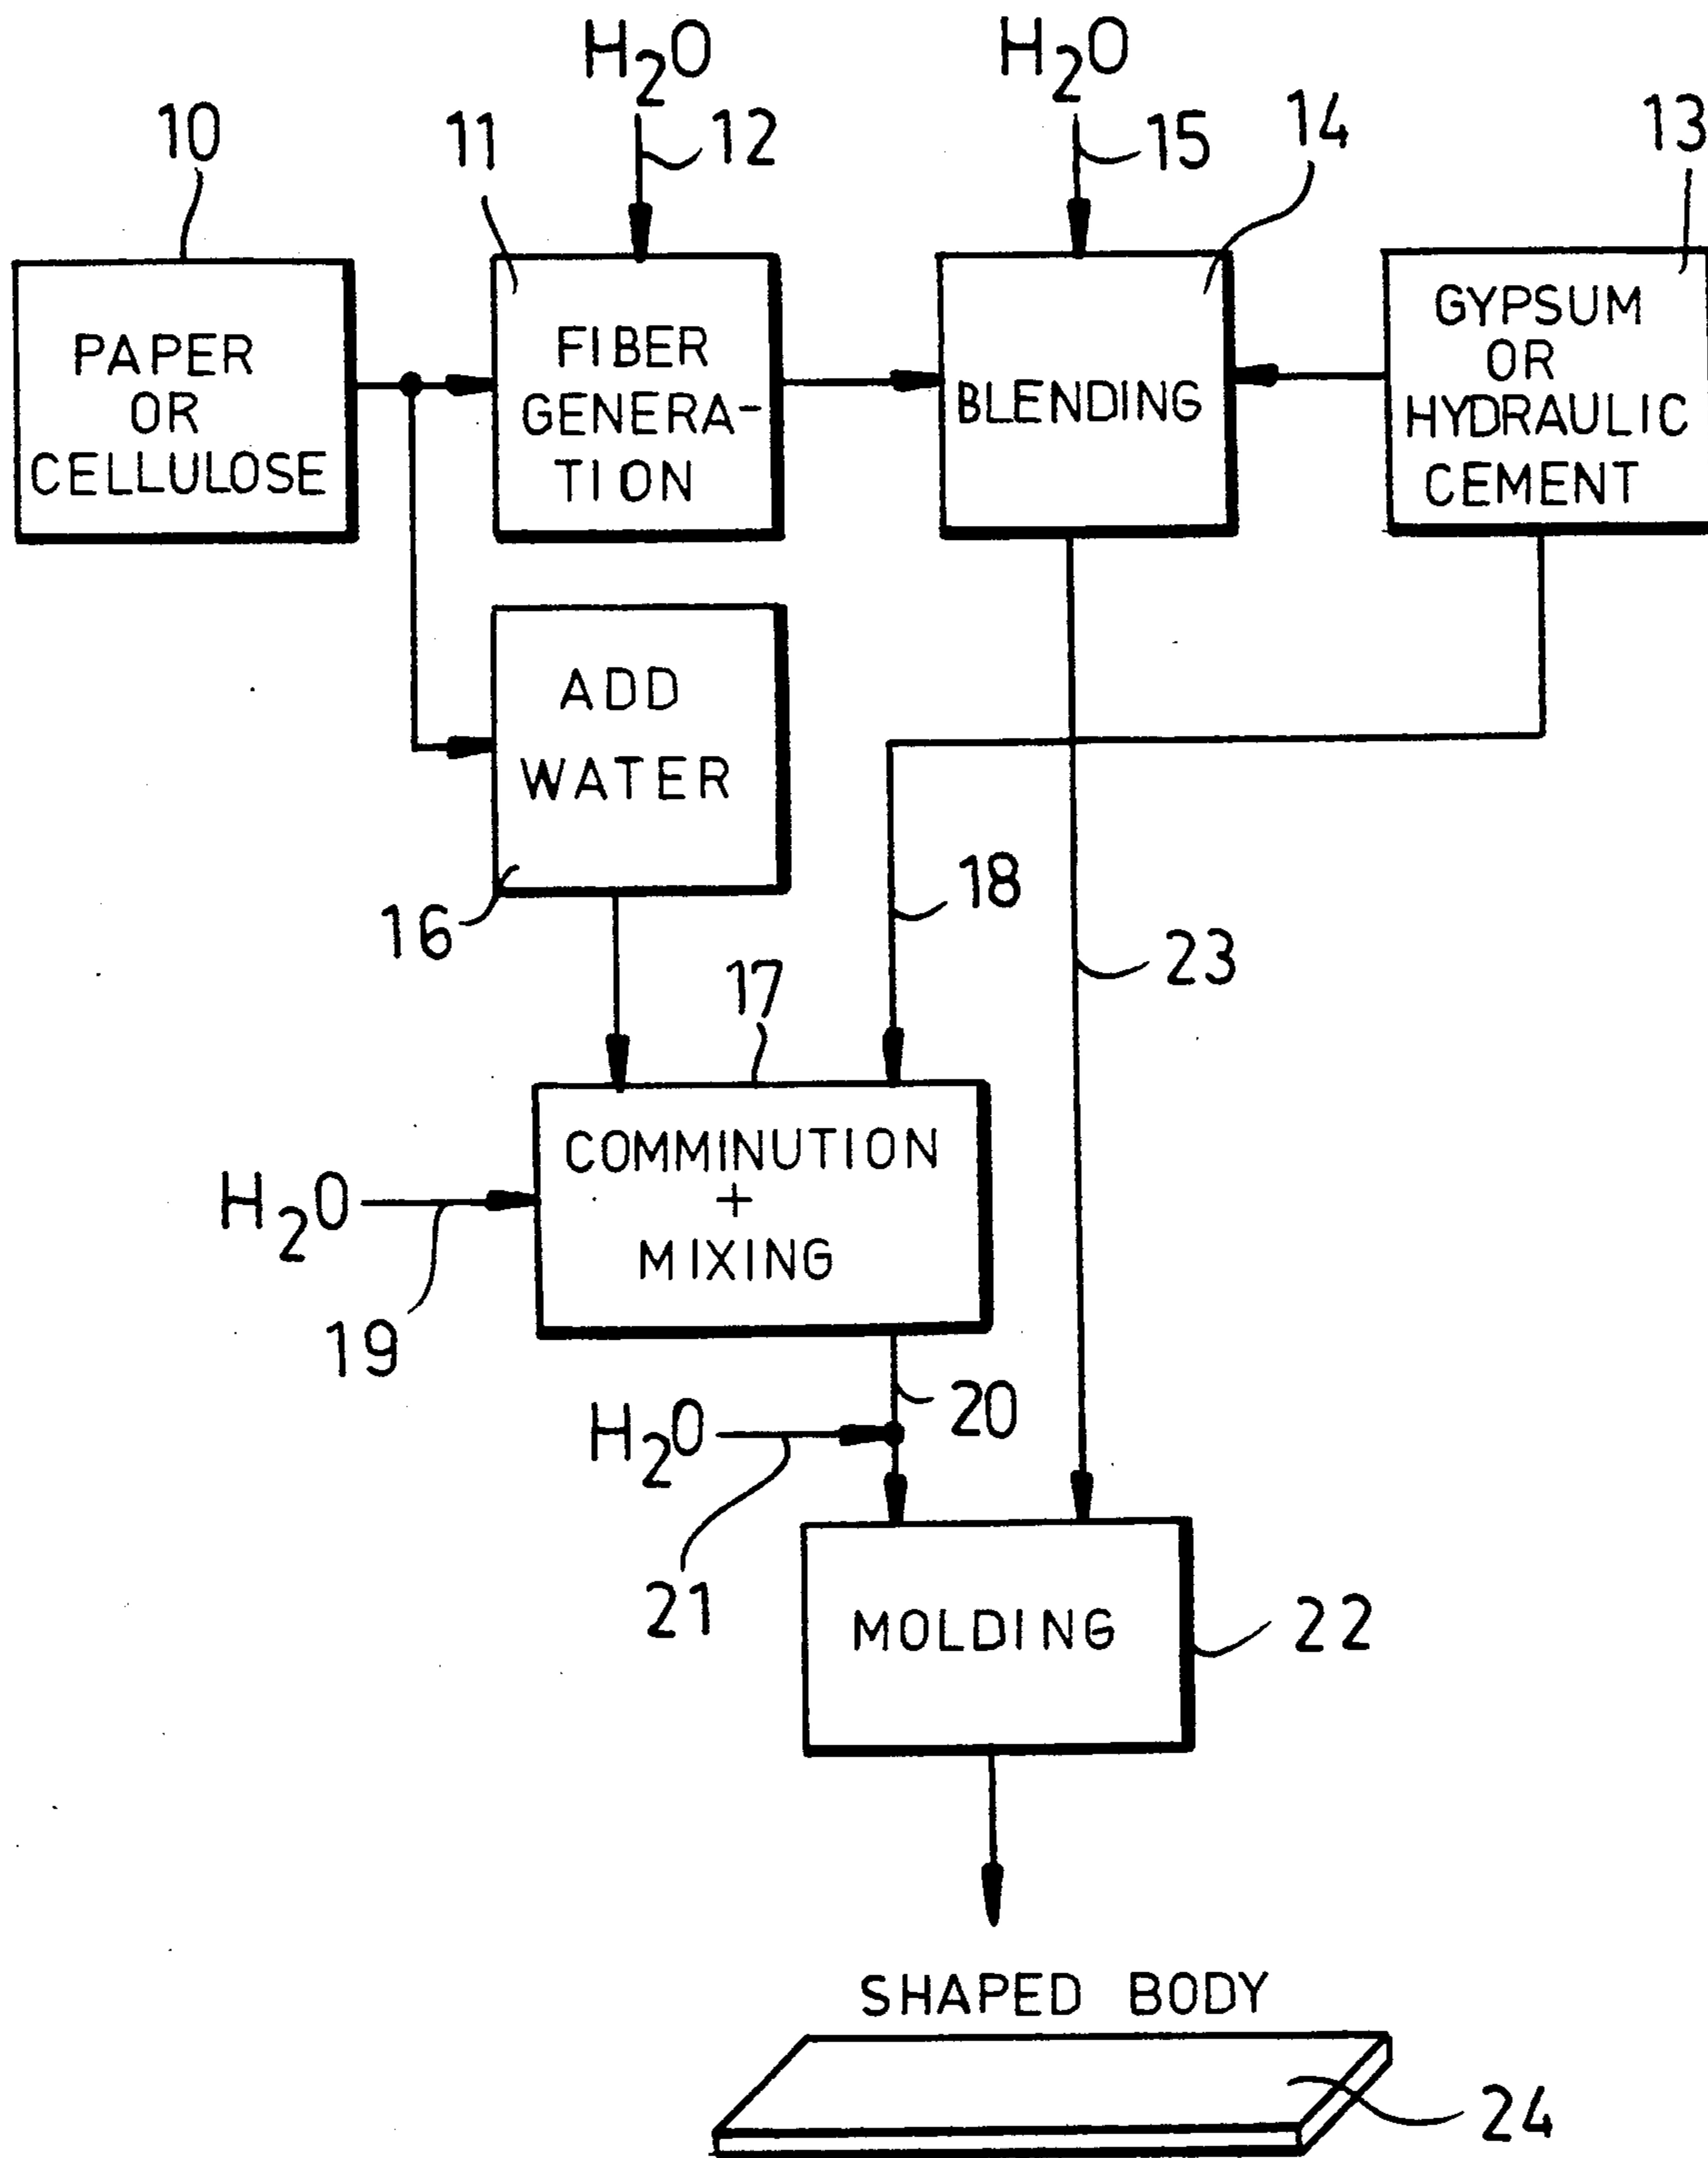 H2O
H2O
10
11
12
15
14
13
PAPER
OR
CELLULOSE
FIBER
GENERA-
TION
BLENDING
GYPSUM
OR
HYDRAULIC
CEMENT
ADD
WATER
16
18
23
17
COMMINUTION
+
MIXING
H2O
19
20
H2O
21
MOLDING
22
SHAPED BODY
24